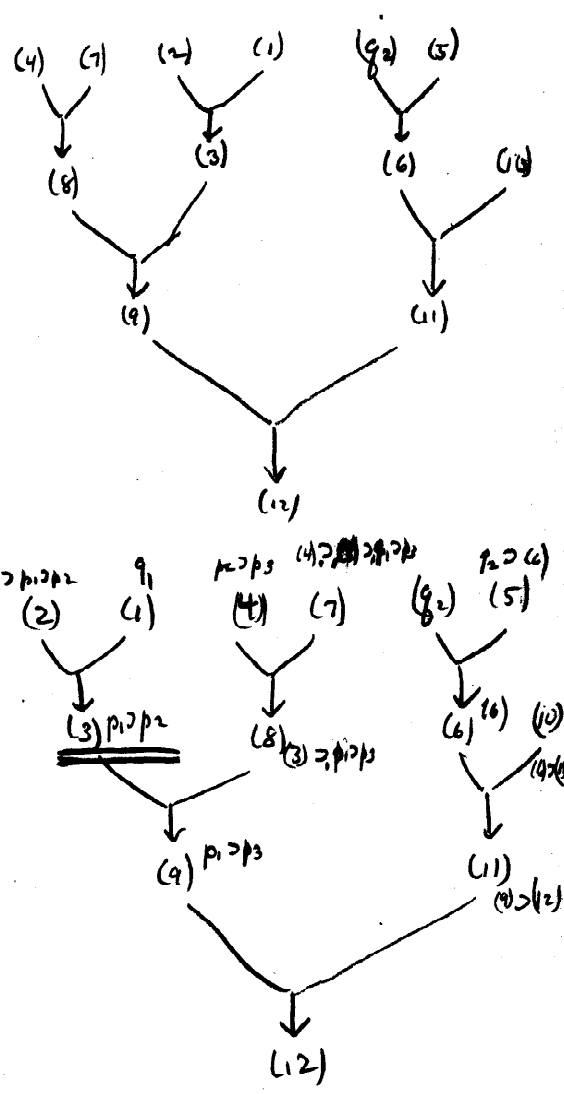 (4) (7) (2) (1) (q2) (5)
(8) (3) (6) (10)
(9) (11)
(12)
⊃p1⊃p2 q1 p2⊃p3 ⊃p1⊃p3 q2⊃(6)
(2) (1) (4) (7) (q2) (5)
(3) p1⊃p2 (8) (3)⊃p1⊃p3 (6) (6) (10)
(9) p1⊃p3 (11) (9)⊃(12)
(12)